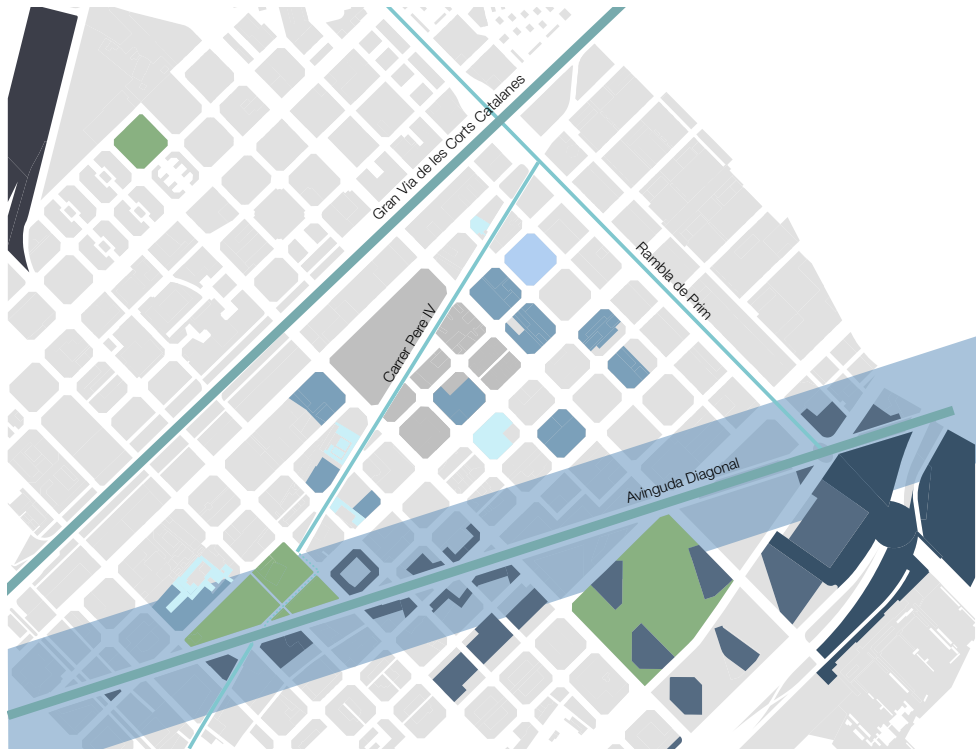 Gran Via de les Corts Catalanes
Rambla de Prim
Carrer Pere IV
Avinguda Diagonal